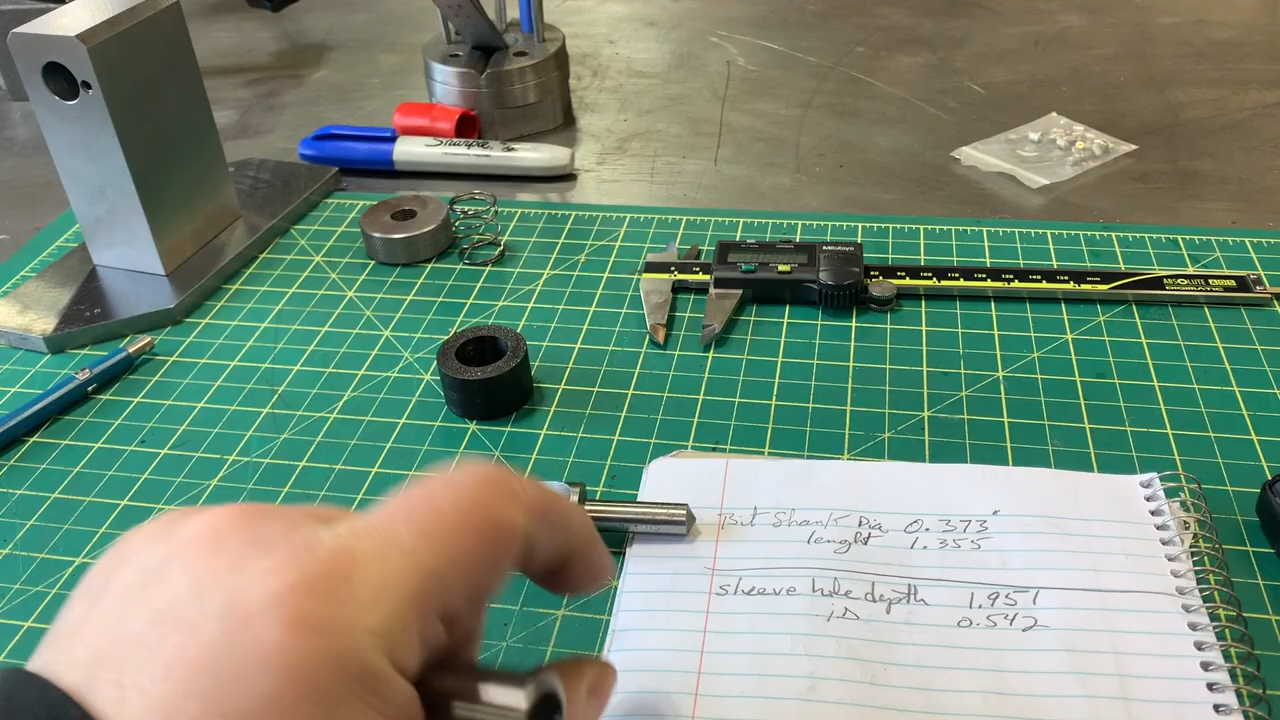 Sharpie
Mitutoyo
ABSOLUTE AOS
DIGIMATIC
Bit Shank Dia 0.373"
lenght 1.355
sleeve hole depth 1.951
iD 0.542